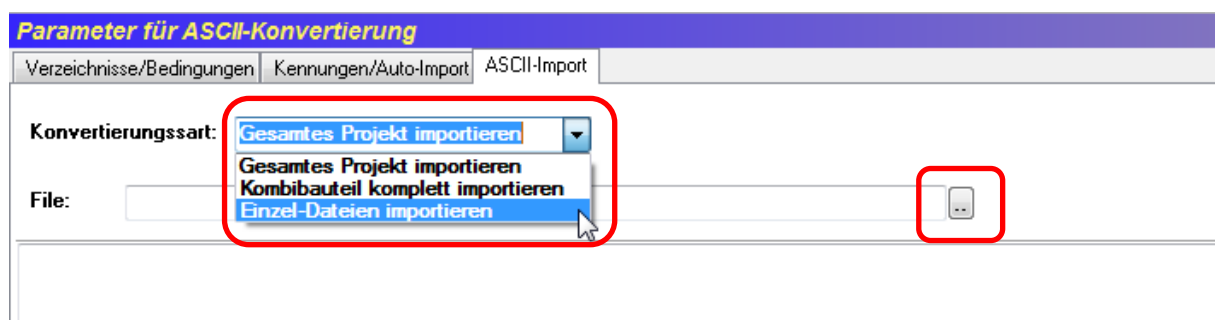 Parameter für ASCII-Konvertierung
Verzeichnisse/Bedingungen Kennungen/Auto-Import ASCII-Import
Konvertierungssart: Gesamtes Projekt importieren
Gesamtes Projekt importieren
Kombibauteil komplett importieren
File:
Einzel-Dateien importieren
..